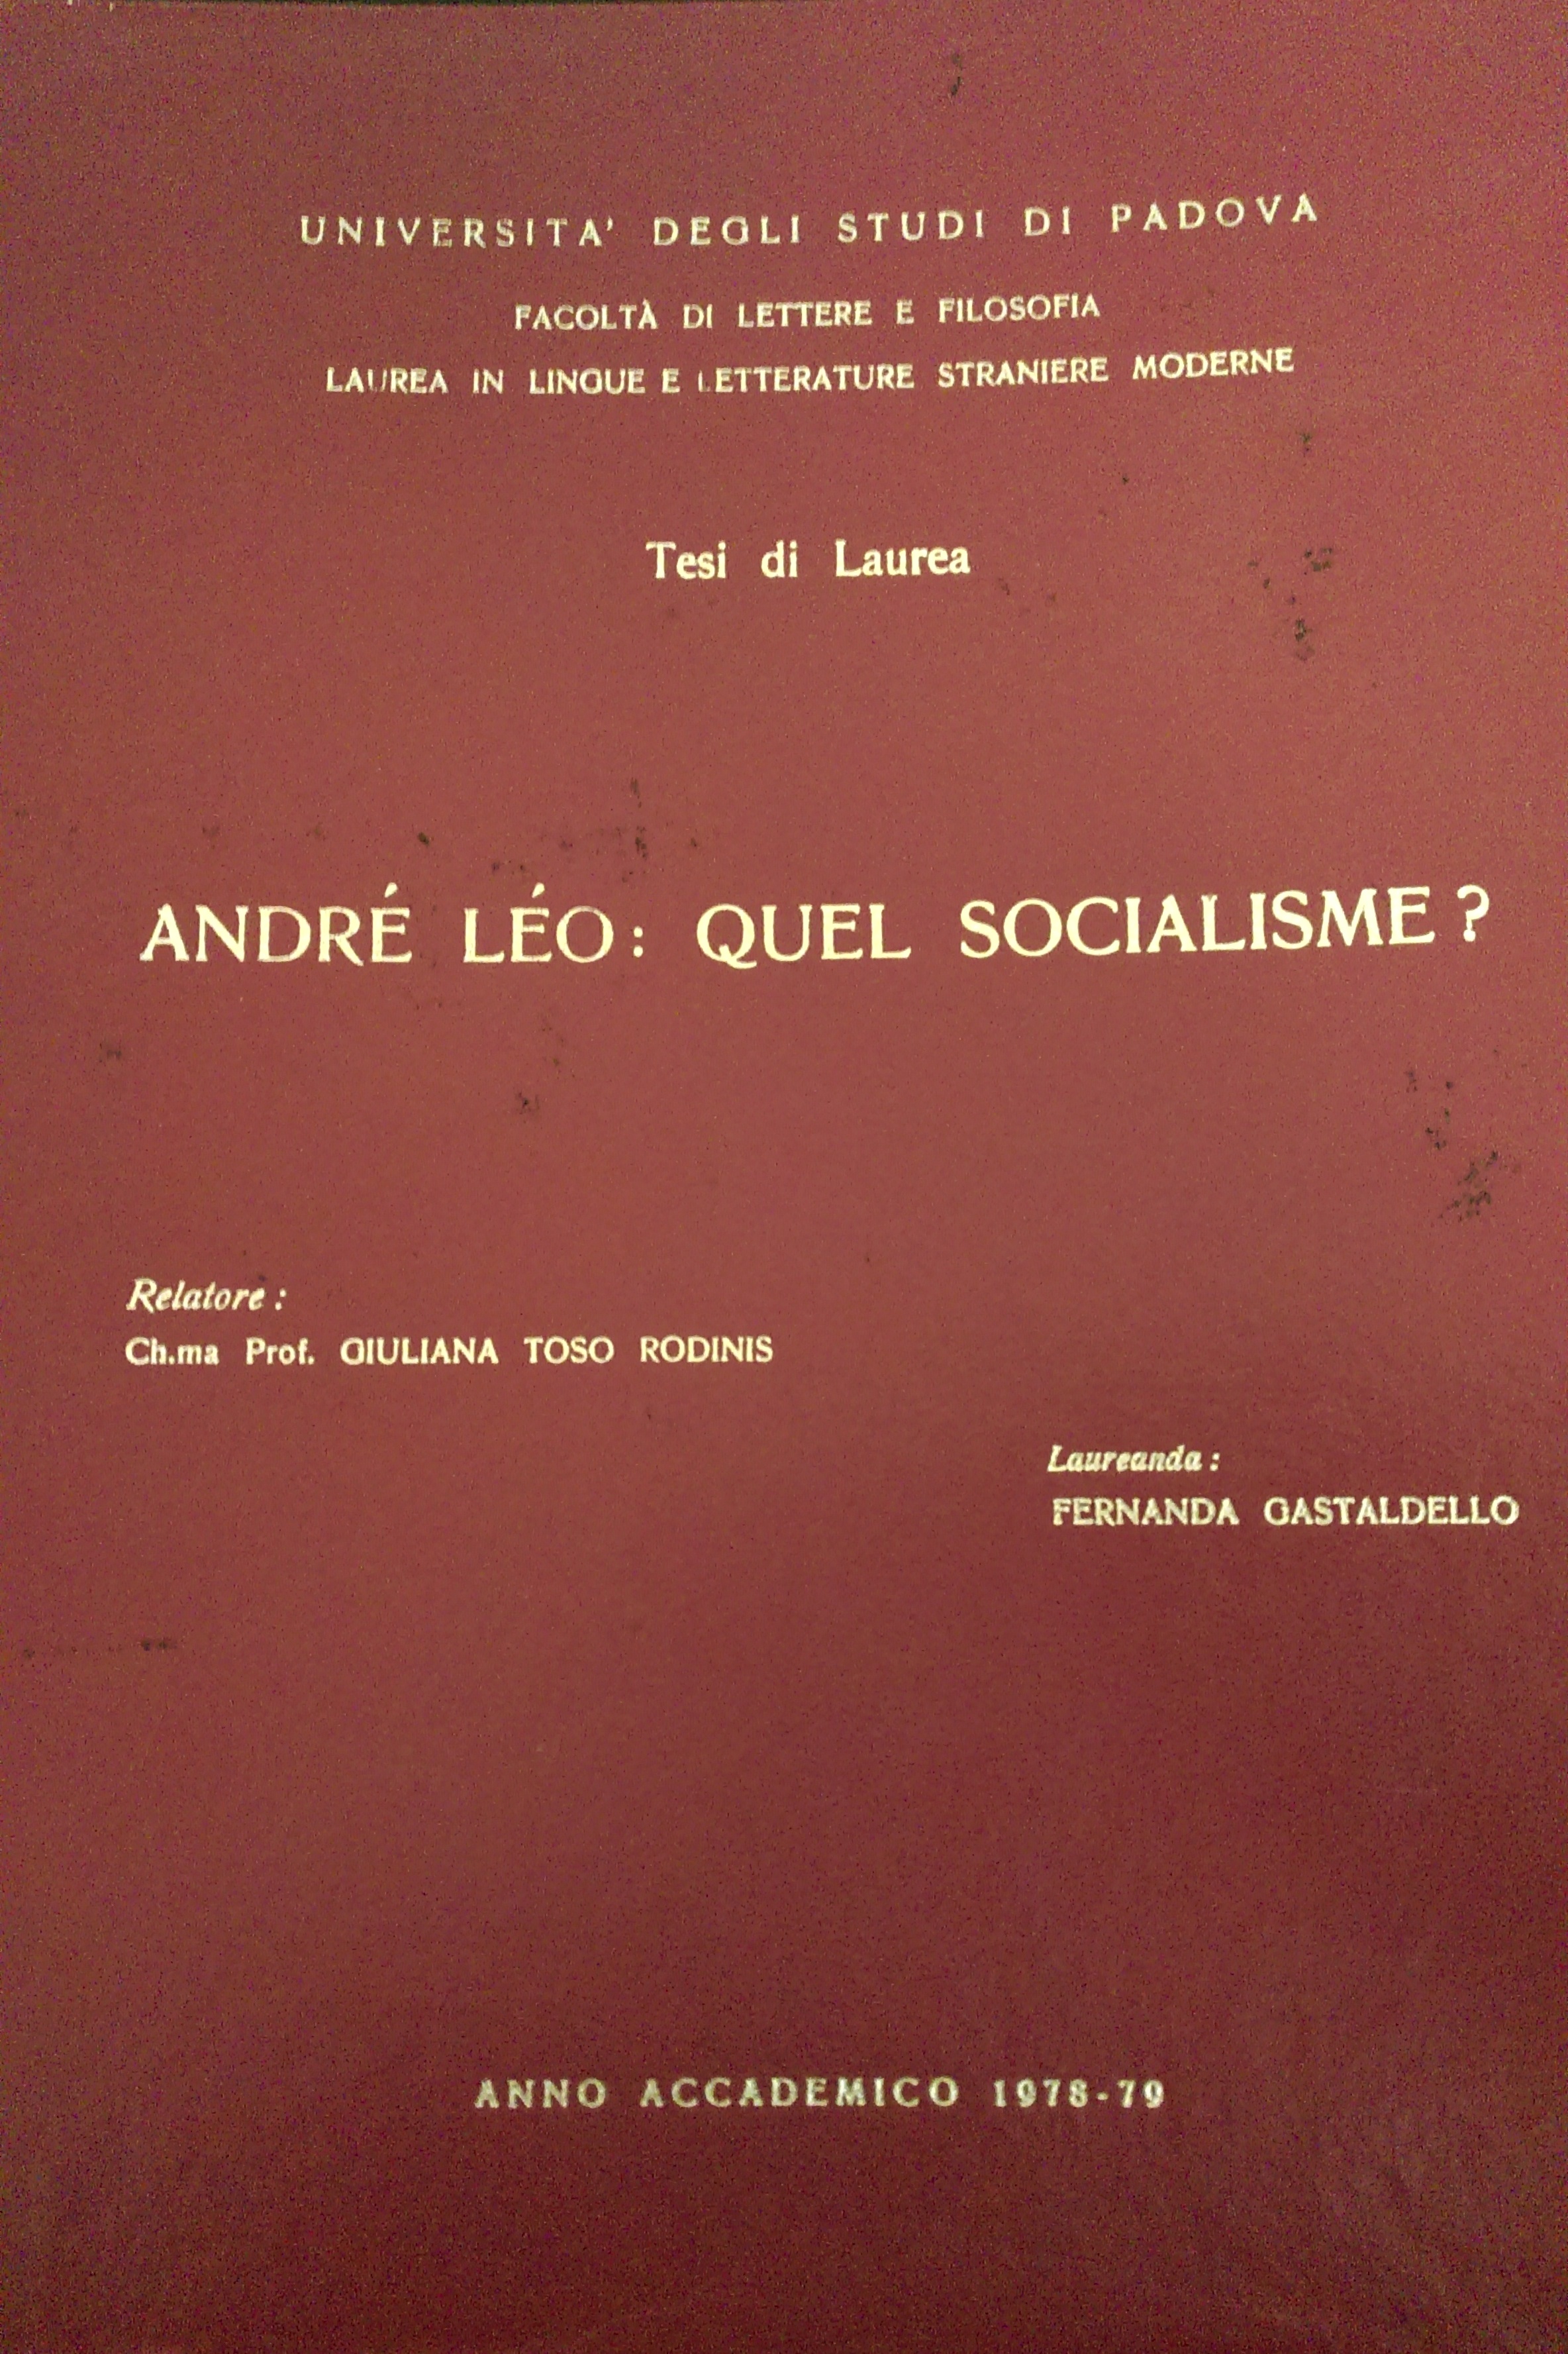 UNIVERSITA' DEGLI STUDI DI PADOVA
FACOLTÀ DI LETTERE E FILOSOFIA
LAUREA IN LINGUE E LETTERATURE STRANIERE MODERNE
Tesi di Laurea
ANDRÉ LÉO: QUEL SOCIALISME?
Relatore:
Ch.ma Prof. GIULIANA TOSO RODINIS
Laureanda:
FERNANDA GASTALDELLO
ANNO ACCADEMICO 1978-79